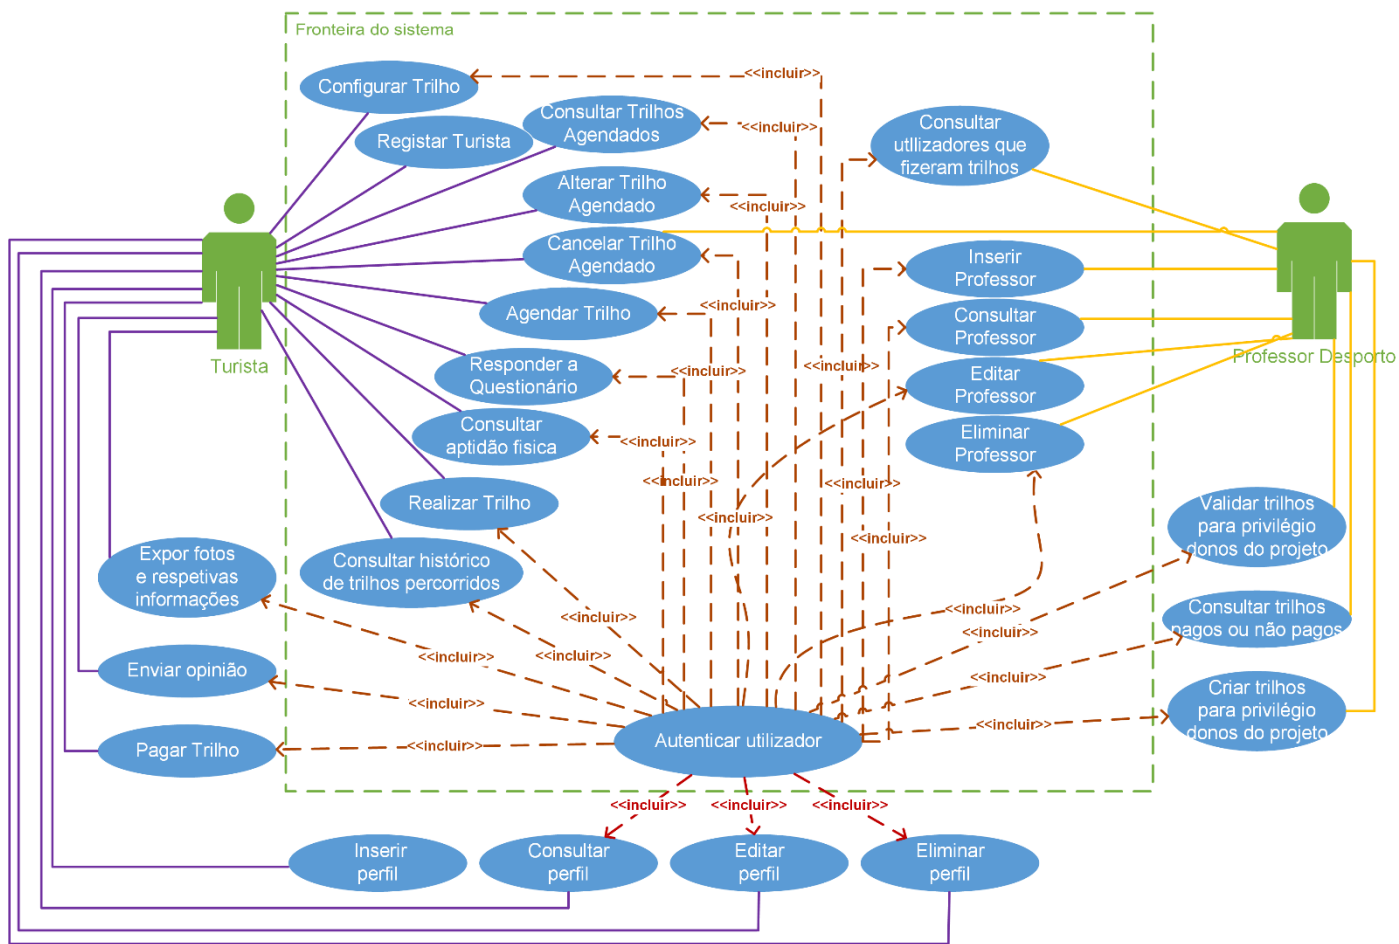 Fronteira do sistema
Configurar Trilho
<<incluir>>
Consultar Trilhos
Agendados
<<incluir>>
Registar Turista
Consultar
utllizadores que
fizeram trilhos
<<incluir>>
Alterar Trilho
Agendado
<<incluir>>
Cancelar Trilho
Agendado
<<incluir>>
Inserir
Professor
<<incluir>>
Agendar Trilho
<<incluir>>
Consultar
Professor
Turista
Professor Desporto
<<incluir>>
Responder a
Questionário
<<incluir>>
Editar
Professor
Consultar
aptidão fisica
<<incluir>>
Eliminar
Professor
<<incluir>>
<<incluir>>
Realizar Trilho
<<incluir>>
<<incluir>>
Validar trilhos
para privilégio
donos do projeto
Expor fotos
e respetivas
informações
Consultar histórico
de trilhos percorridos
<<incluir>>
<<incluir>>
<<incluir>>
Consultar trilhos
pagos ou não pagos
<<incluir>>
<<incluir>>
Enviar opinião
<<incluir>>
<<incluir>>
Criar trilhos
para privilégio
donos do projeto
<<incluir>>
Pagar Trilho
<<incluir>>
Autenticar utilizador
<<incluir>>
<<incluir>>
<<incluir>>
Inserir
perfil
Consultar
perfil
Editar
perfil
Eliminar
perfil